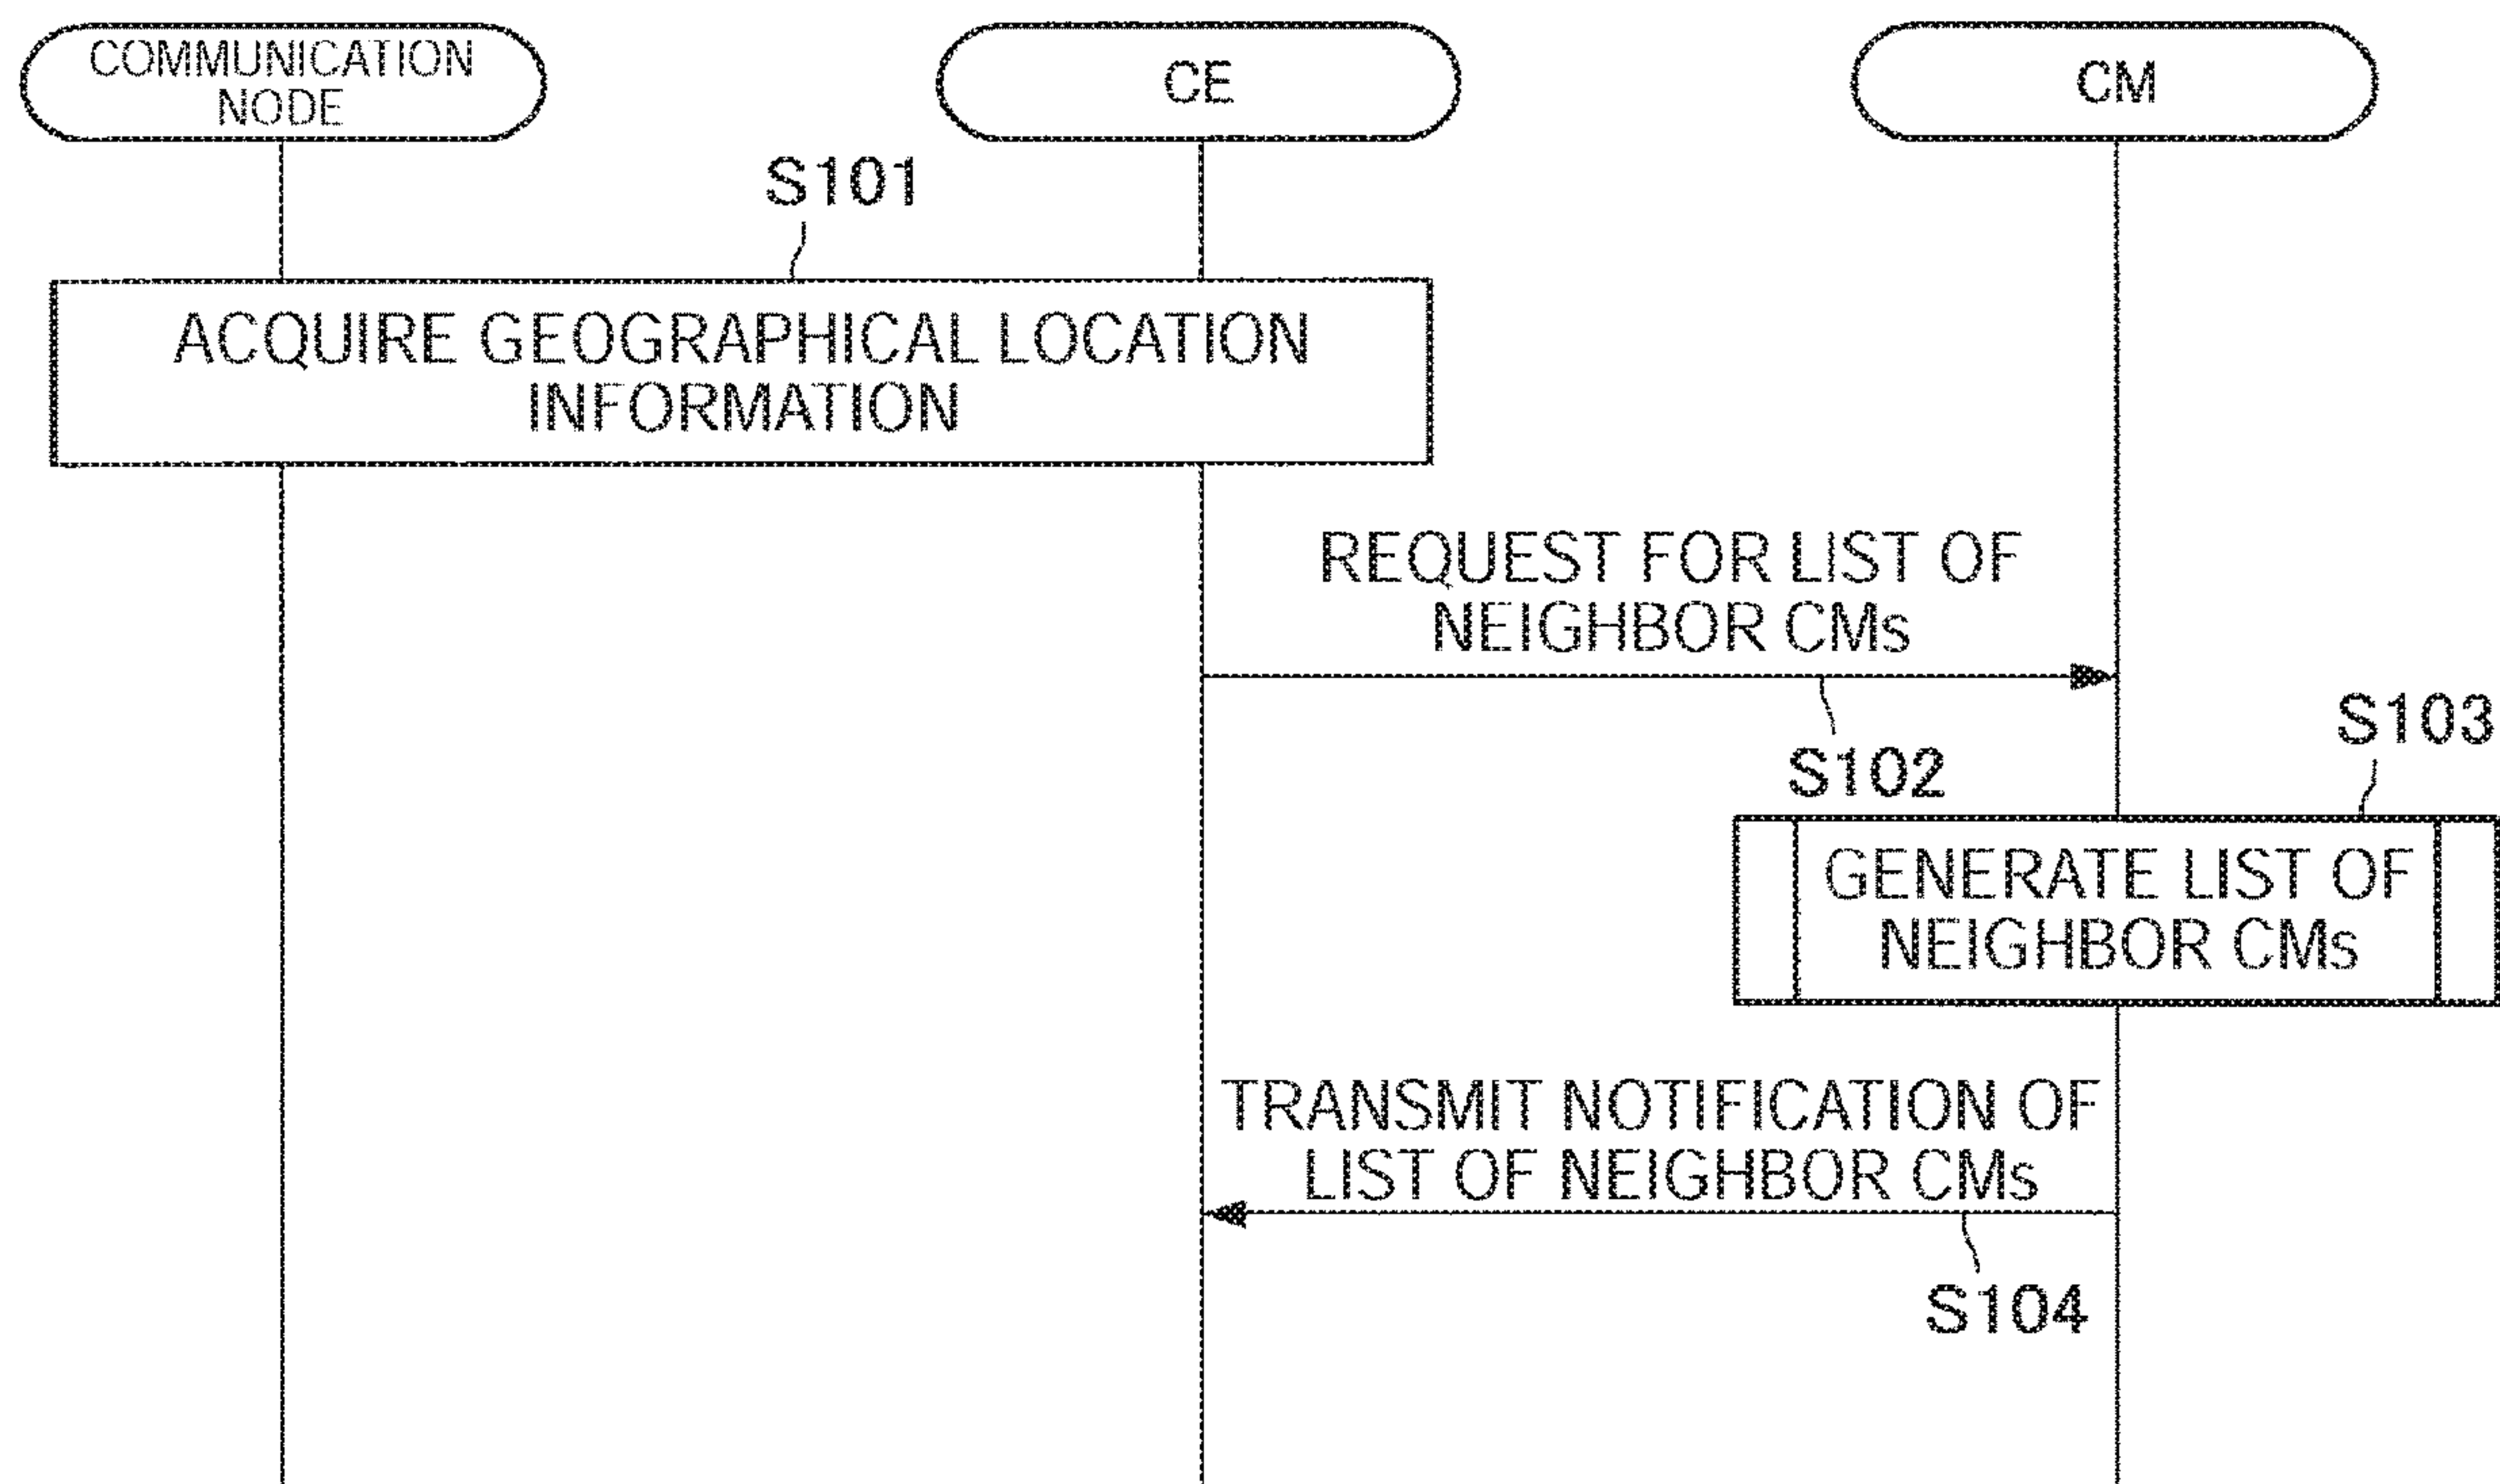 COMMUNICATION
NODE
CE
CM
S101
ACQUIRE GEOGRAPHICAL LOCATION
INFORMATION
REQUEST FOR LIST OF
NEIGHBOR CMs
S102
S103
GENERATE LIST OF
NEIGHBOR CMs
TRANSMIT NOTIFICATION OF
LIST OF NEIGHBOR CMs
S104